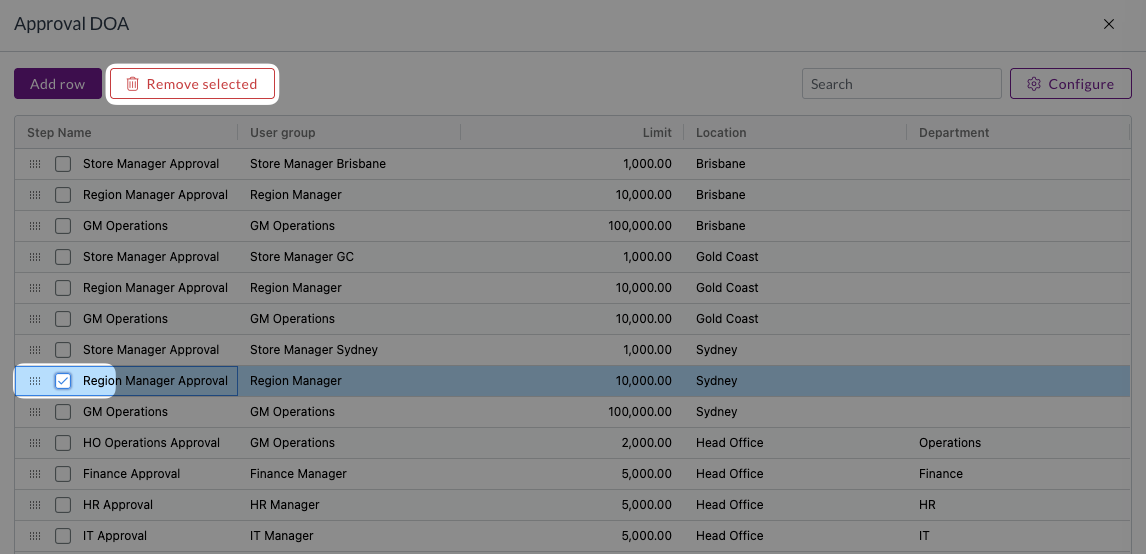 Approval DOA
Add row Remove selected Search Configure
Step Name User group Limit Location Department
Store Manager Approval Store Manager Brisbane 1,000.00 Brisbane
Region Manager Approval Region Manager 10,000.00 Brisbane
GM Operations GM Operations 100,000.00 Brisbane
Store Manager Approval Store Manager GC 1,000.00 Gold Coast
Region Manager Approval Region Manager 10,000.00 Gold Coast
GM Operations GM Operations 10,000.00 Gold Coast
Store Manager Approval Store Manager Sydney 1,000.00 Sydney
Region Manager Approval Region Manager 10,000.00 Sydney
GM Operations GM Operations 100,000.00 Sydney
HO Operations Approval GM Operations 2,000.00 Head Office Operations
Finance Approval Finance Manager 5,000.00 Head Office Finance
HR Approval HR Manager 5,000.00 Head Office HR
IT Approval IT Manager 5,000.00 Head Office IT